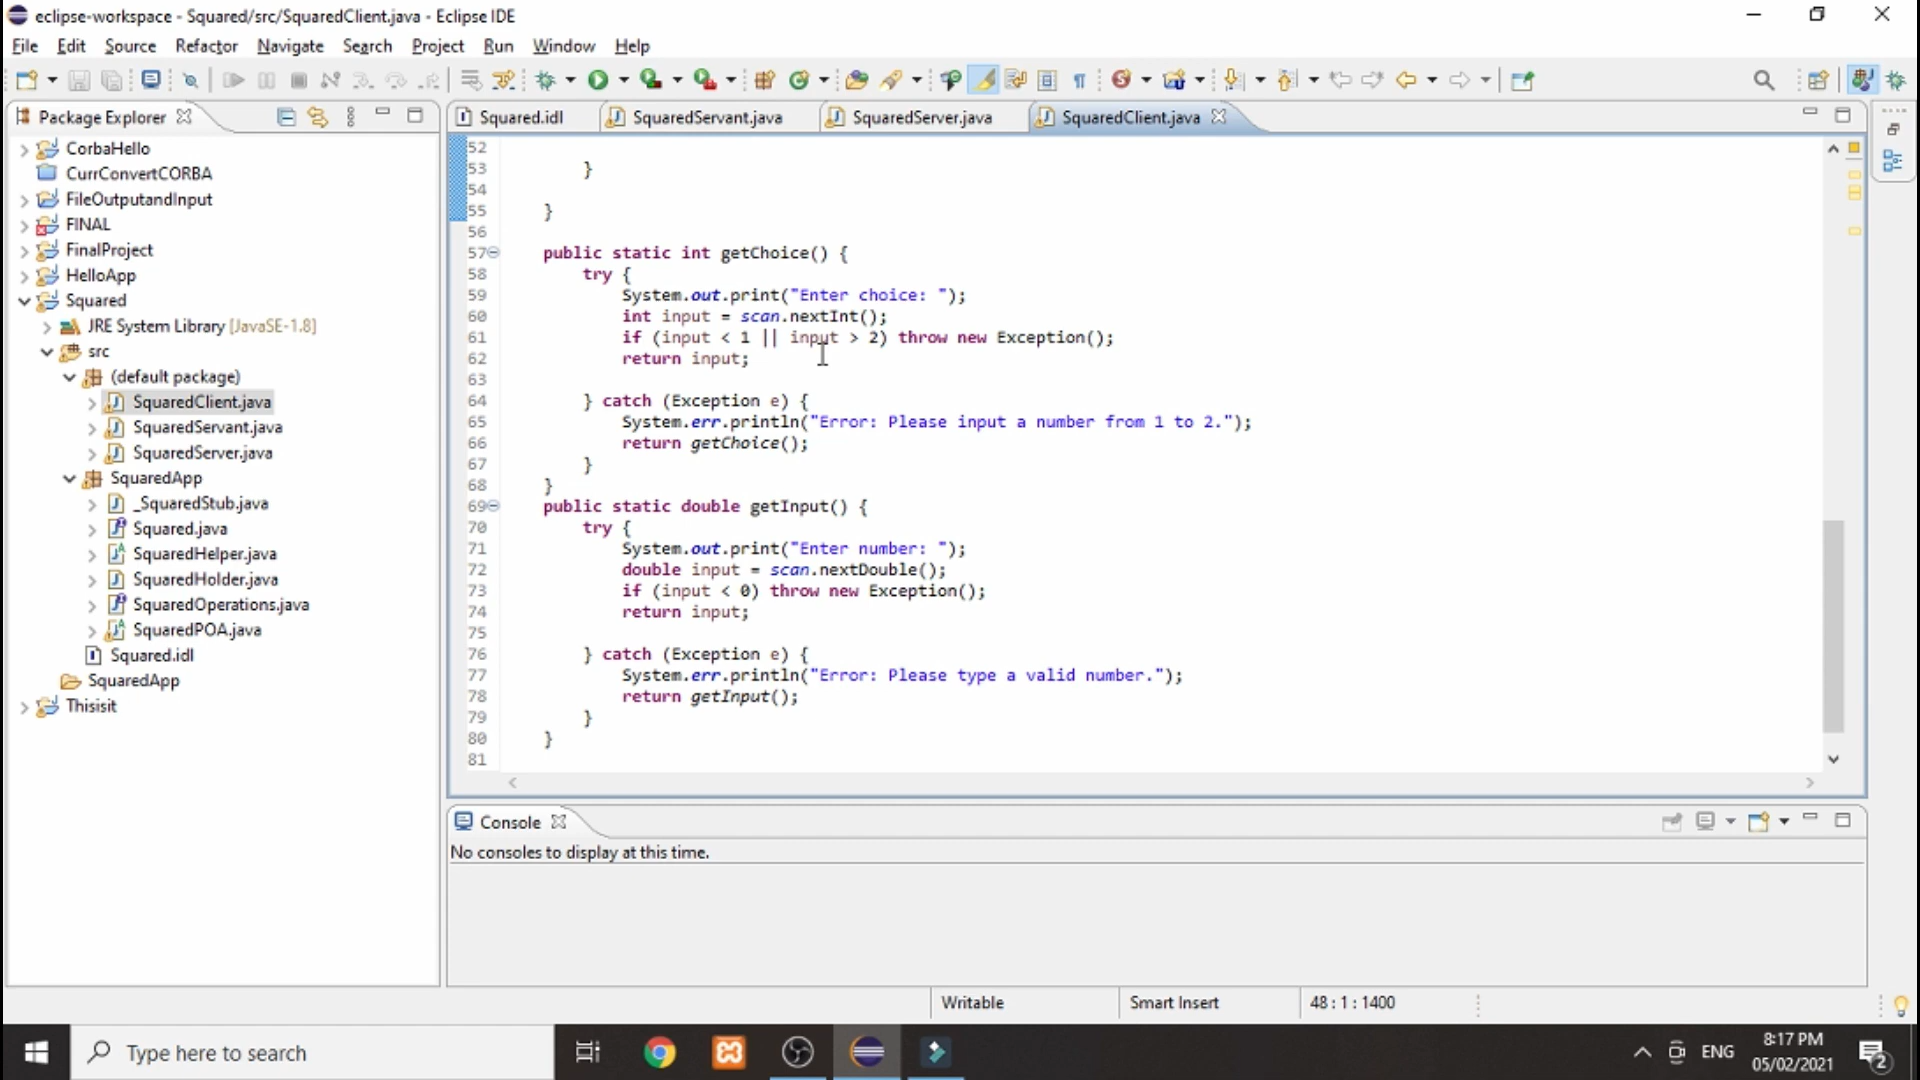 eclipse-workspace - Squared/src/SquaredClient.java - Eclipse IDE
File Edit Source Refactor Navigate Search Project Run Window Help
Package Explorer
CorbaHello
CurrConvertCORBA
FileOutputandInput
FINAL
FinalProject
HelloApp
Squared
JRE System Library [JavaSE-1.8]
src
(default package)
SquaredClient.java
SquaredServant.java
SquaredServer.java
SquaredApp
_SquaredStub.java
Squared.java
SquaredHelper.java
SquaredHolder.java
SquaredOperations.java
SquaredPOA.java
Squared.idl
SquaredApp
Thisisit
Squared.idl SquaredServant.java SquaredServer.java SquaredClient.java
52
53 }
54
55 }
56
57 public static int getChoice() {
58 try {
59 System.out.print("Enter choice: ");
60 int input = scan.nextInt();
61 if (input < 1 || input > 2) throw new Exception();
62 return input;
63
64 } catch (Exception e) {
65 System.err.println("Error: Please input a number from 1 to 2.");
66 return getChoice();
67 }
68 }
69 public static double getInput() {
70 try {
71 System.out.print("Enter number: ");
72 double input = scan.nextDouble();
73 if (input < 0) throw new Exception();
74 return input;
75
76 } catch (Exception e) {
77 System.err.println("Error: Please type a valid number.");
78 return getInput();
79 }
80 }
81
Console
No consoles to display at this time.
Writable Smart Insert 48 : 1 : 1400
Type here to search
ENG
8:17 PM
05/02/2021
2